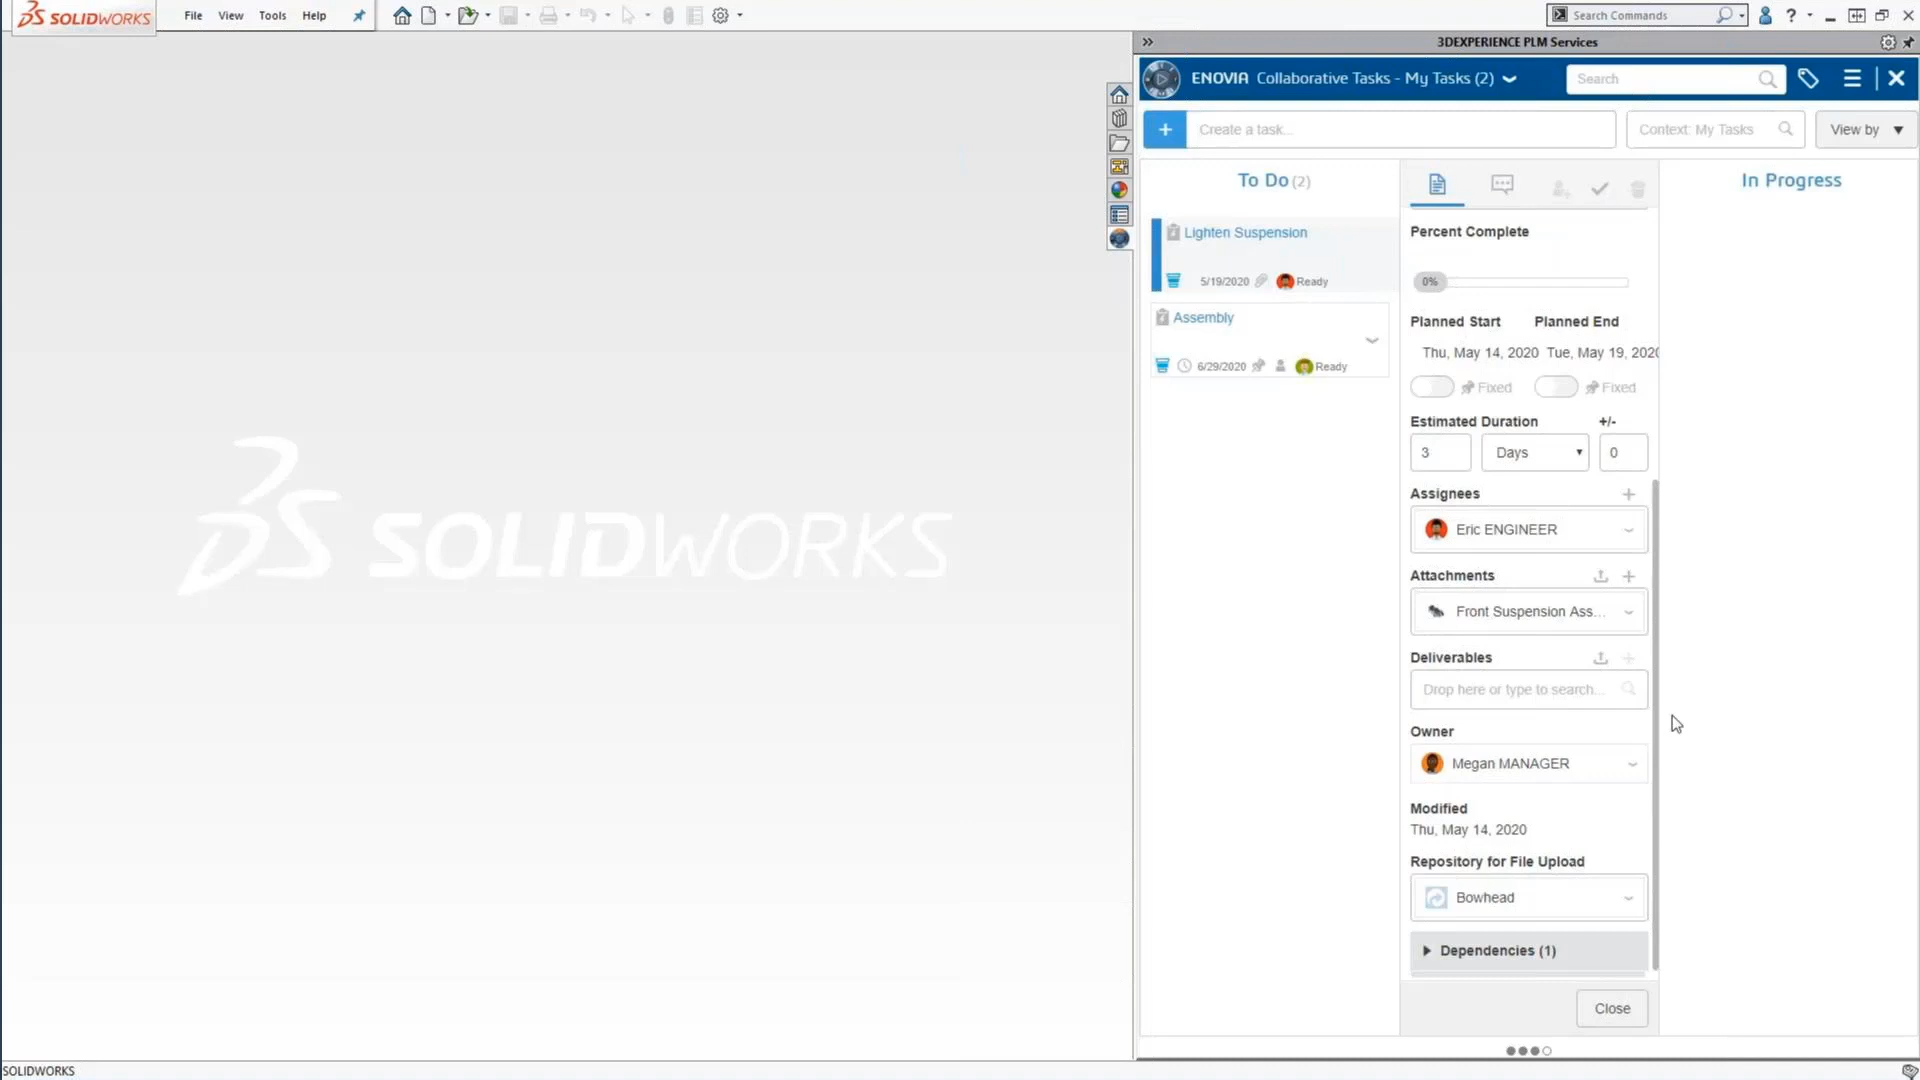 SOLIDWORKS File View Tools Help Search Commands ?
3DEXPERIENCE PLM Services
ENOVIA Collaborative Tasks - My Tasks (2) Search
Create a task... Context: My Tasks View by
To Do (2)
In Progress
Lighten Suspension
5/19/2020 Ready
Assembly
6/29/2020 Ready
Percent Complete
0%
Planned Start Planned End
Thu, May 14, 2020 Tue, May 19, 2020
Fixed Fixed
Estimated Duration +/-
3 Days 0
Assignees
Eric ENGINEER
Attachments
Front Suspension Ass...
Deliverables
Drop here or type to search...
Owner
Megan MANAGER
Modified
Thu, May 14, 2020
Repository for File Upload
Bowhead
Dependencies (1)
Close
SOLIDWORKS
SOLIDWORKS